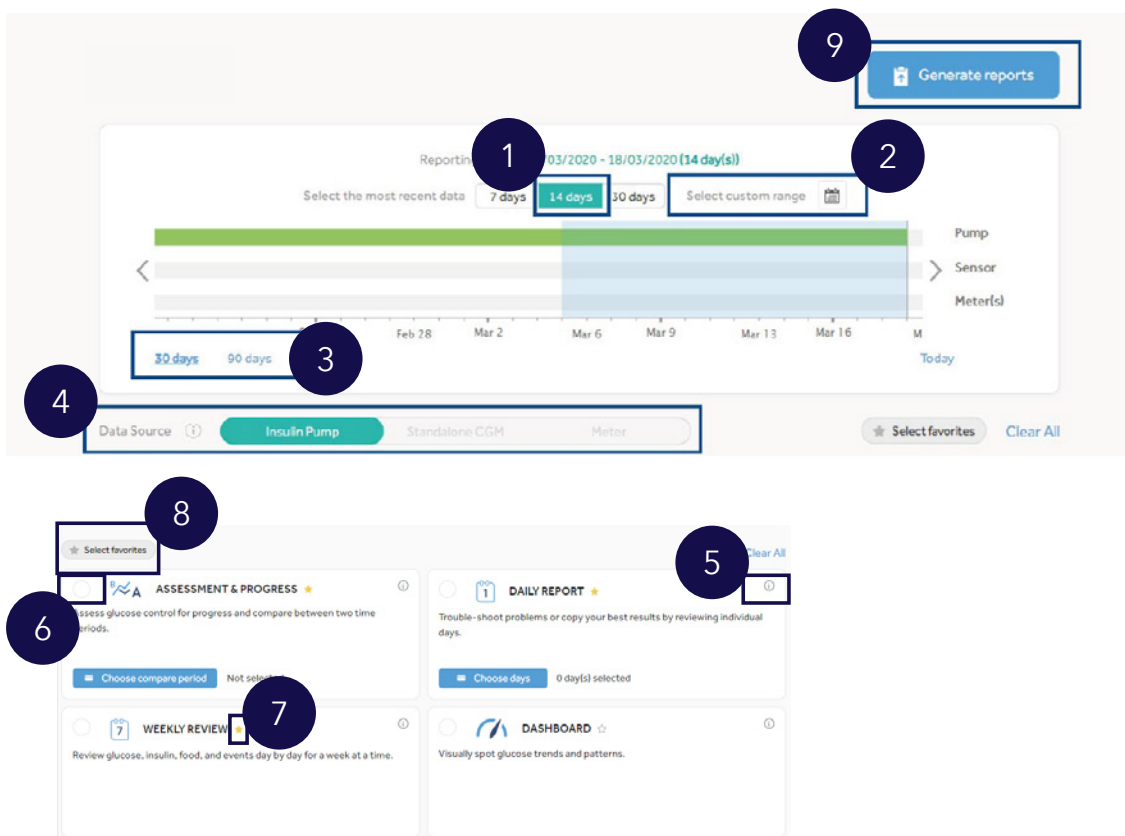 9
Generate reports
1
2
/03/2020 - 18/03/2020 (14 day(s))
Select the most recent data 7 days 14 days 30 days Select custom range
Pump
Sensor
Meter(s)
Feb 28 Mar 2 Mar 6 Mar 9 Mar 13 Mar 16 M
30 days 90 days 3 Today
4
Data Source Insulin Pump Standalone CGM Meter Select favorites Clear All
8
5
Select favorites Clear All
6
B A ASSESSMENT & PROGRESS
Assess glucose control for progress and compare between two time
periods.
Choose compare period Not selected
1 DAILY REPORT
Trouble-shoot problems or copy your best results by reviewing individual
days.
Choose days 0 day(s) selected
7
7 WEEKLY REVIEW
Review glucose, insulin, food, and events day by day for a week at a time.
DASHBOARD
Visually spot glucose trends and patterns.